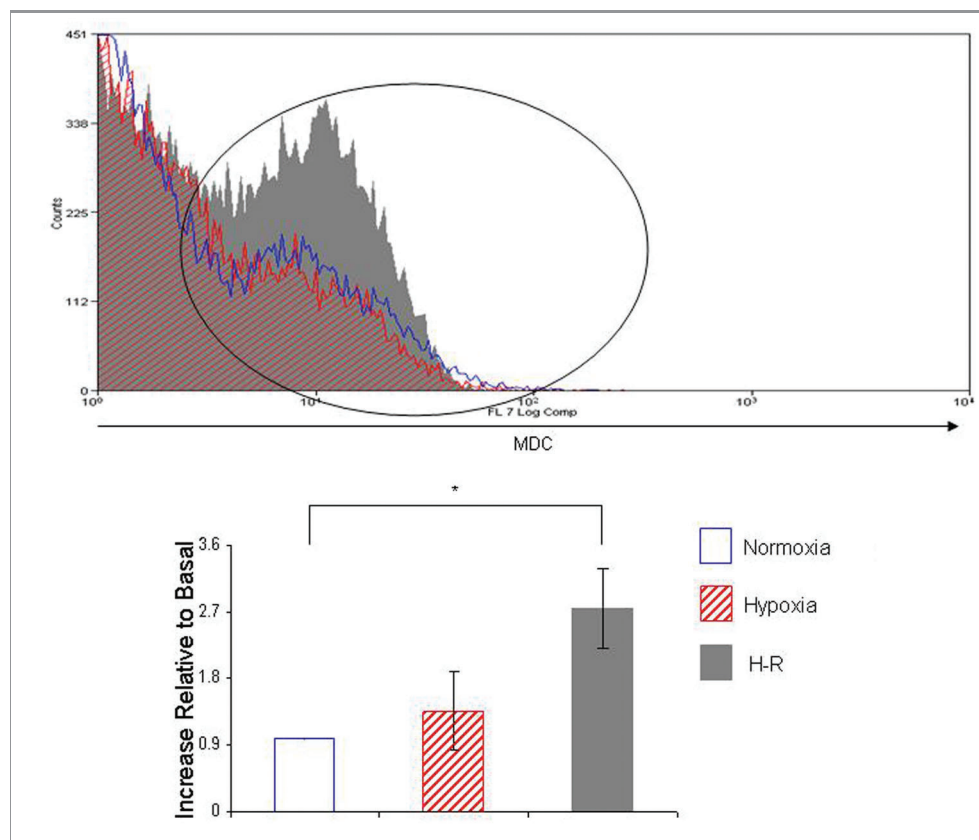 451
338
225
112
0
Counts
10⁰
10¹
10²
10³
10⁴
FL 7 Log Comp
MDC
*
Increase Relative to Basal
3.6
2.7
1.8
0.9
0
Normoxia
Hypoxia
H-R